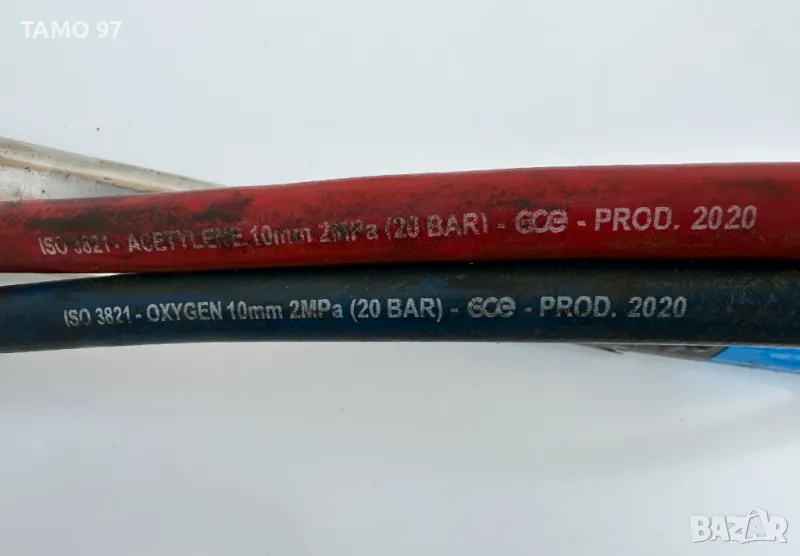 TAMO 97
ISO 3821 - ACETYLENE 10mm 2MPa (20 BAR) - GCE - PROD. 2020
ISO 3821 - OXYGEN 10mm 2MPa (20 BAR) - GCE - PROD. 2020
BAZAR